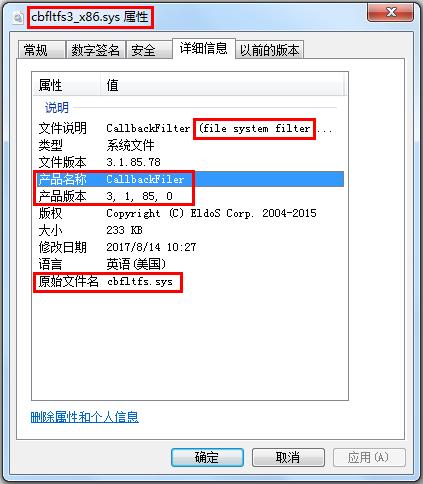 cbfltfs3_x86.sys 属性
常规 数字签名 安全 详细信息 以前的版本
属性 值
说明
文件说明 CallbackFilter (file system filter ...
类型 系统文件
文件版本 3.1.85.78
产品名称 CallbackFiler
产品版本 3, 1, 85, 0
版权 Copyright (C) EldoS Corp. 2004-2015
大小 233 KB
修改日期 2017/8/14 10:27
语言 英语(美国)
原始文件名 cbfltfs.sys
删除属性和个人信息
确定 取消 应用(A)